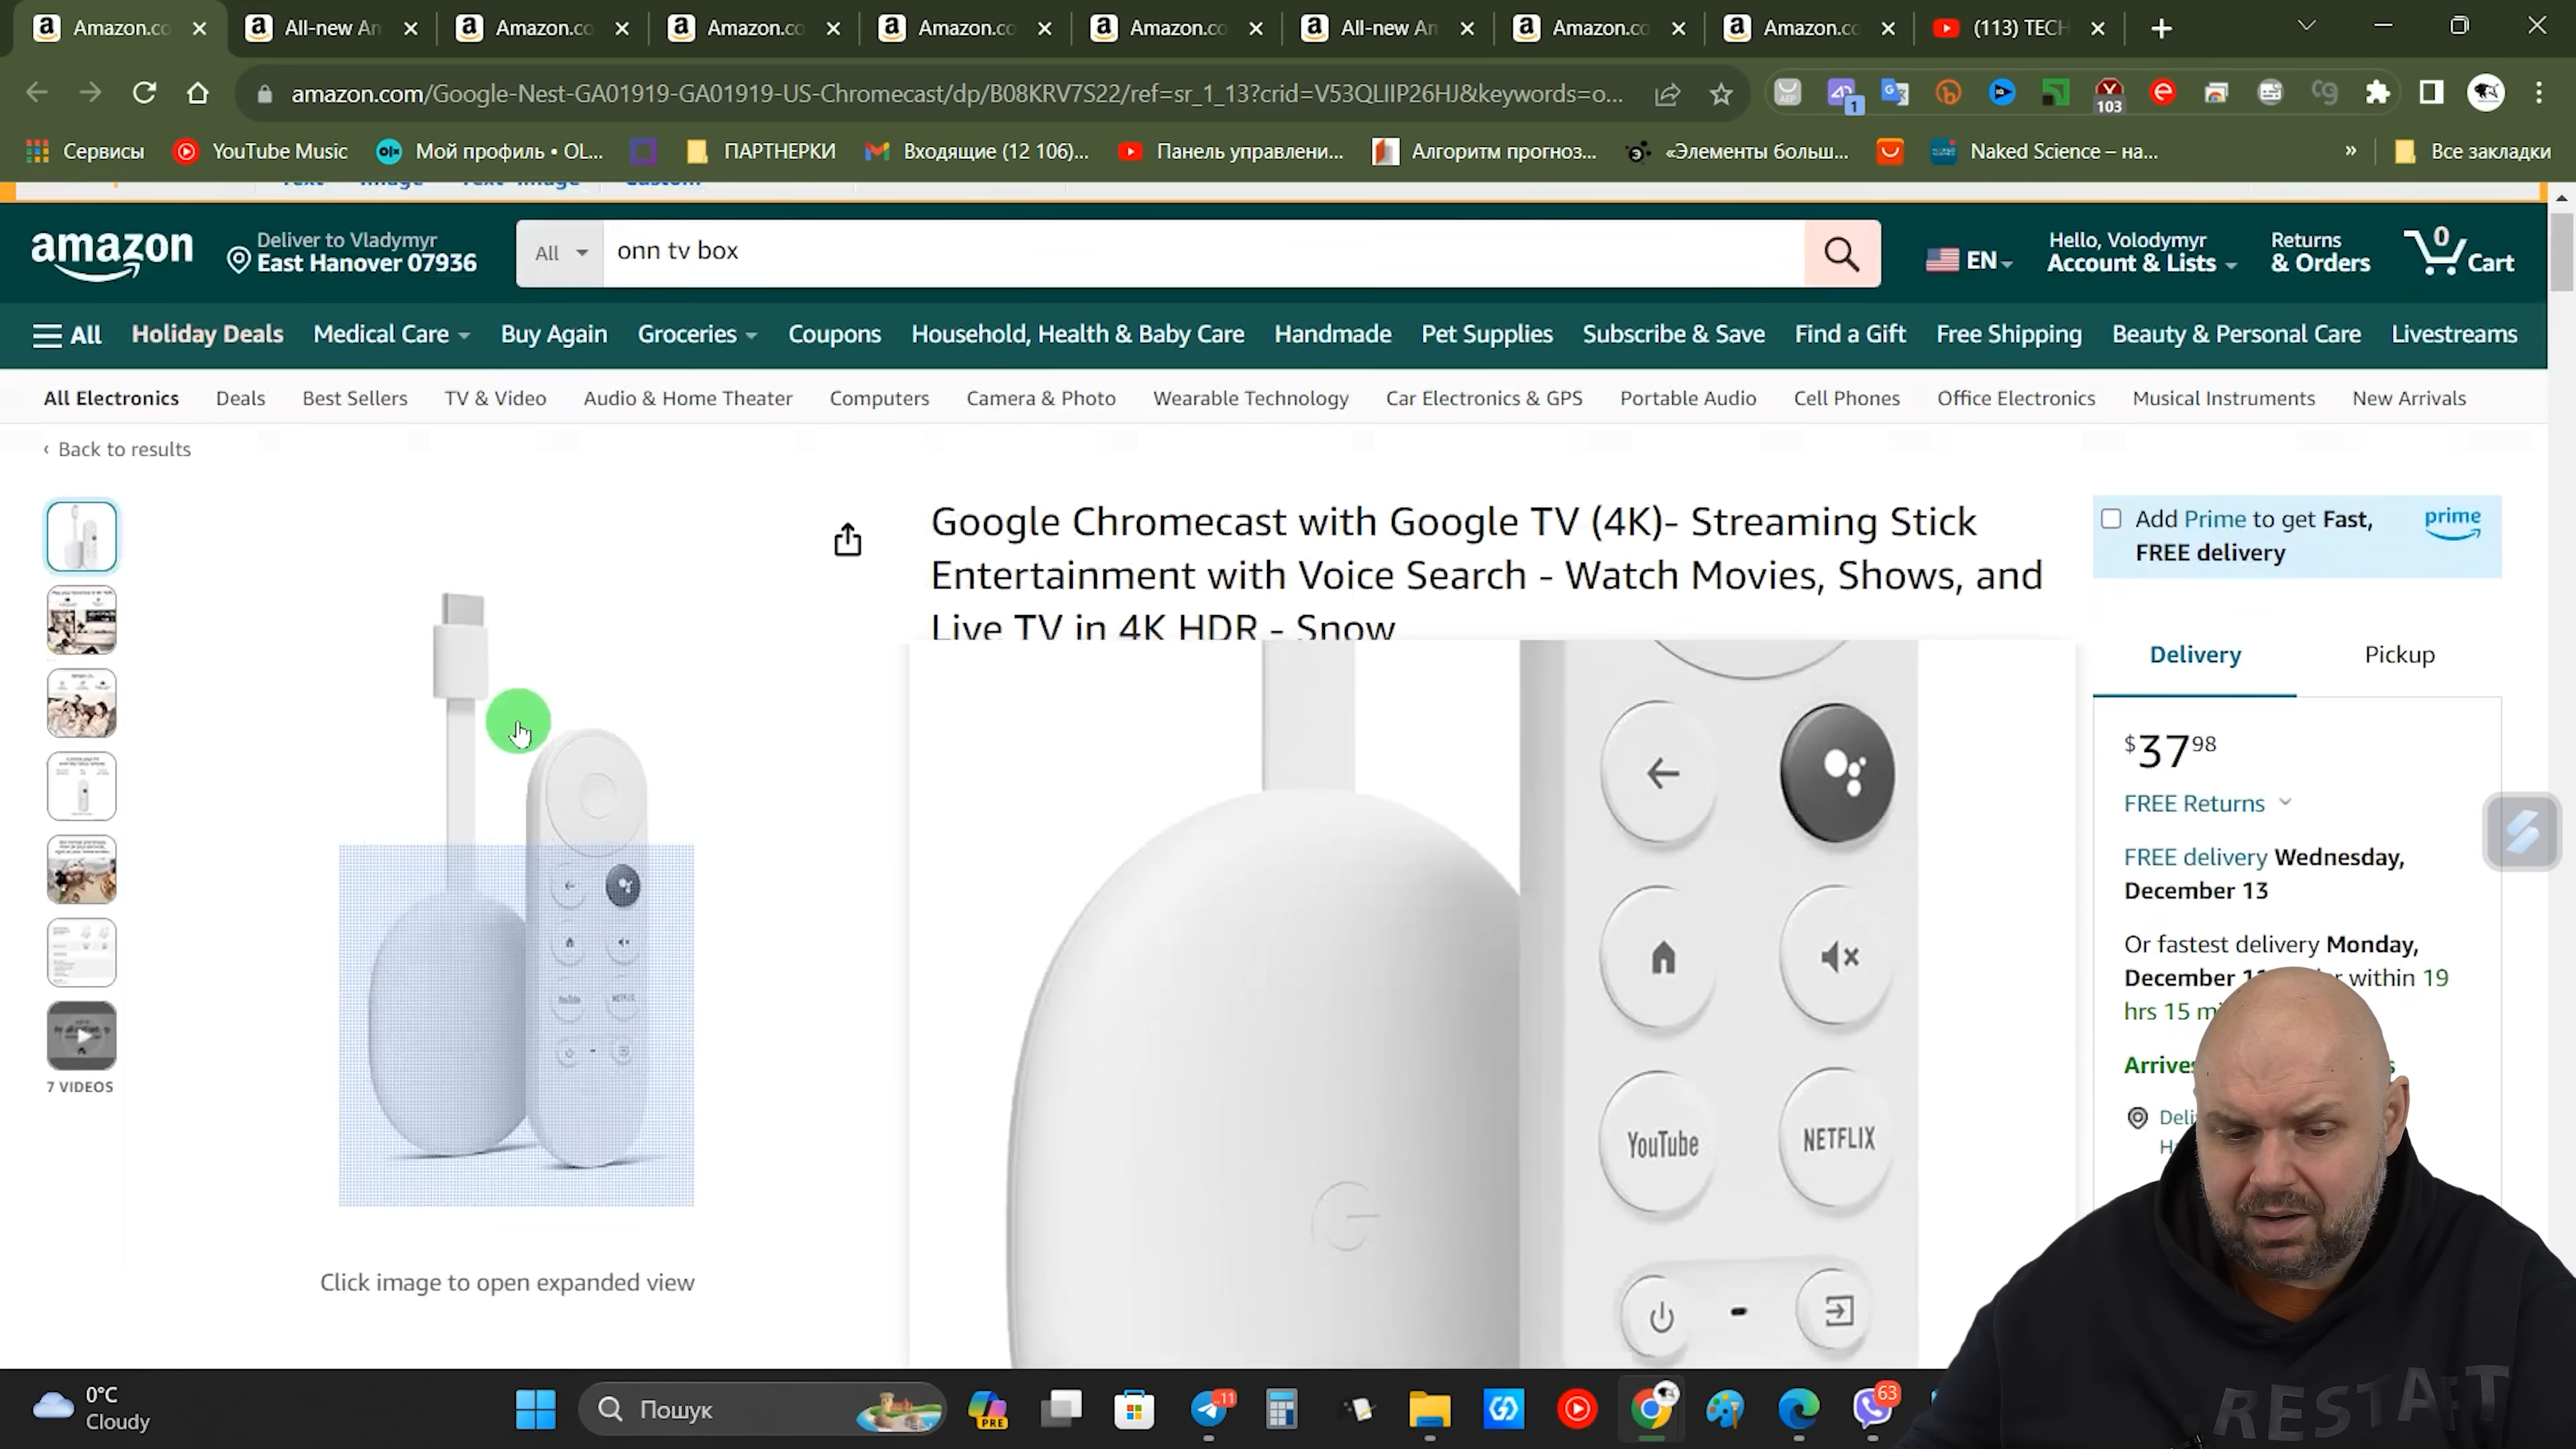 Amazon.co
All-new An
Amazon.co
Amazon.co
Amazon.co
Amazon.co
All-new An
Amazon.co
Amazon.co
(113) TECH
amazon.com/Google-Nest-GA01919-GA01919-US-Chromecast/dp/B08KRV7S22/ref=sr_1_13?crid=V53QLIIP26HJ&keywords=o...
1
103
Сервисы
YouTube Music
Мой профиль • OL...
ПАРТНЕРКИ
Входящие (12 106)...
Панель управлени...
Алгоритм прогноз...
«Элементы больш...
Naked Science – на...
»
Все закладки
amazon
Deliver to Vladymyr
East Hanover 07936
All
onn tv box
EN
Hello, Volodymyr
Account & Lists
Returns
& Orders
0
Cart
All
Holiday Deals
Medical Care
Buy Again
Groceries
Coupons
Household, Health & Baby Care
Handmade
Pet Supplies
Subscribe & Save
Find a Gift
Free Shipping
Beauty & Personal Care
Livestreams
All Electronics
Deals
Best Sellers
TV & Video
Audio & Home Theater
Computers
Camera & Photo
Wearable Technology
Car Electronics & GPS
Portable Audio
Cell Phones
Office Electronics
Musical Instruments
New Arrivals
‹ Back to results
Google Chromecast with Google TV (4K)- Streaming Stick
Entertainment with Voice Search - Watch Movies, Shows, and
Live TV in 4K HDR - Snow
Add Prime to get Fast,
FREE delivery
prime
Delivery
Pickup
$37 98
FREE Returns
FREE delivery Wednesday,
December 13
Or fastest delivery Monday,
December 11 within 19
hrs 15
YouTube
NETFLIX
YouTube
NETFLIX
G
7 VIDEOS
Click image to open expanded view
0°C
Cloudy
Пошук
PRE
11
63
RESTAFT